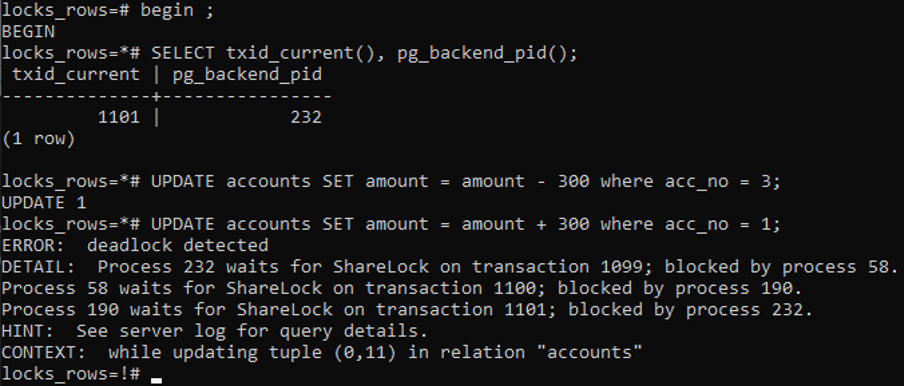 locks_rows=# begin ;
BEGIN
locks_rows=*# SELECT txid_current(), pg_backend_pid();
 txid_current | pg_backend_pid
--------------+----------------
         1101 |            232
(1 row)

locks_rows=*# UPDATE accounts SET amount = amount - 300 where acc_no = 3;
UPDATE 1
locks_rows=*# UPDATE accounts SET amount = amount + 300 where acc_no = 1;
ERROR:  deadlock detected
DETAIL:  Process 232 waits for ShareLock on transaction 1099; blocked by process 58.
Process 58 waits for ShareLock on transaction 1100; blocked by process 190.
Process 190 waits for ShareLock on transaction 1101; blocked by process 232.
HINT:  See server log for query details.
CONTEXT:  while updating tuple (0,11) in relation "accounts"
locks_rows=!#